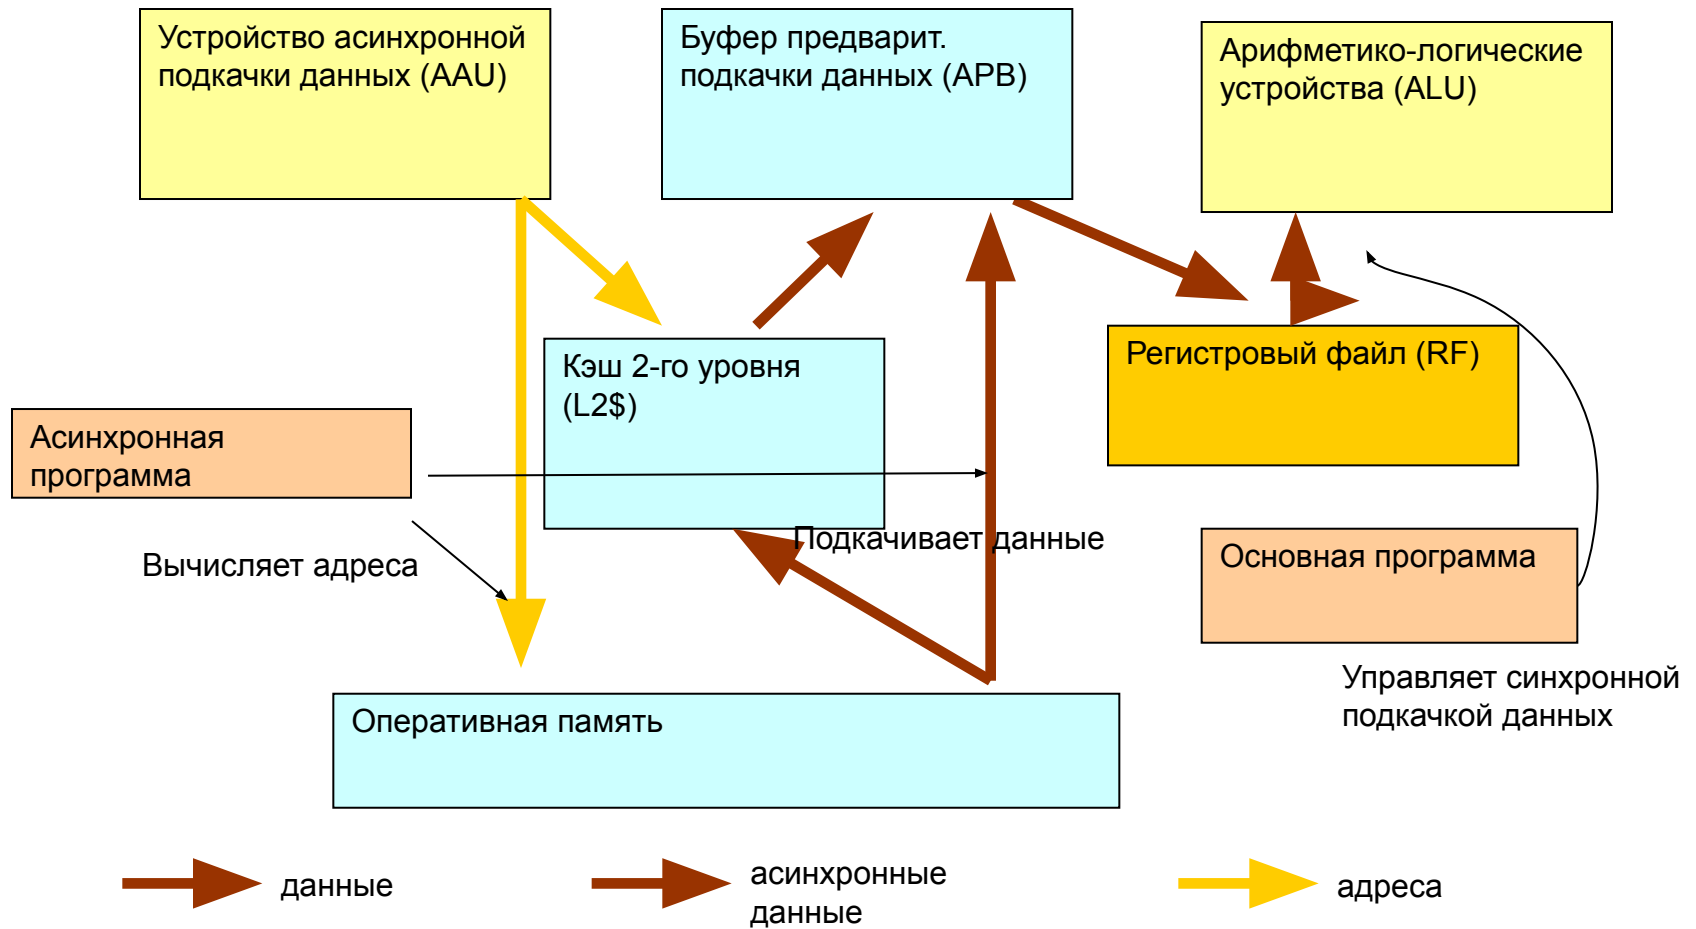 Устройство асинхронной
подкачки данных (AAU)
Буфер предварит.
подкачки данных (APB)
Арифметико-логические
устройства (ALU)
Кэш 2-го уровня
(L2$)
Регистровый файл (RF)
Асинхронная
программа
Подкачивает данные
Вычисляет адреса
Основная программа
Управляет синхронной
подкачкой данных
Оперативная память
данные
асинхронные
данные
адреса